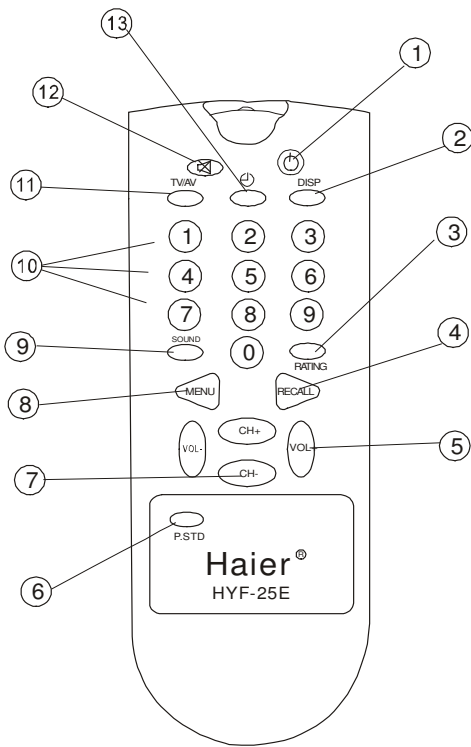 13
1
12
2
TV/AV
DISP
11
1 2 3
3
10
4 5 6
7 8 9
4
SOUND
9
0
RATING
MENU
RECALL
8
CH+
VOL-
VOL-
5
7
CH-
P.STD
6
Haier®
HYF-25E